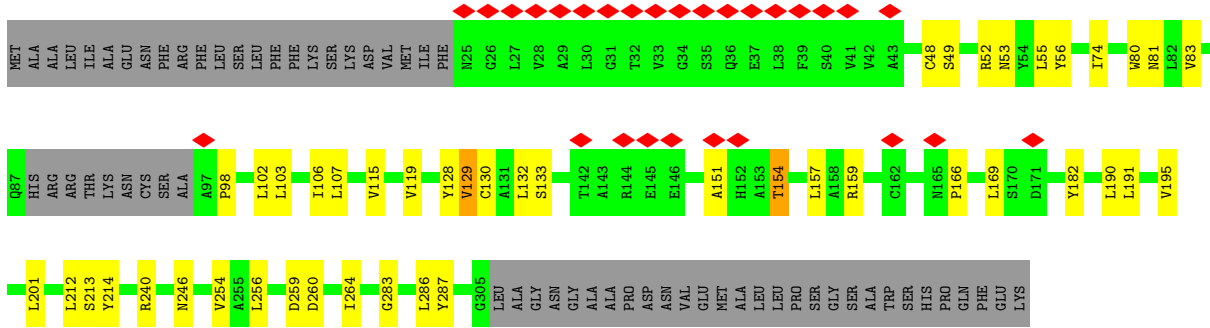 MET ALA ALA LEU ILE ALA GLU ASN PHE ARG PHE LEU SER LEU PHE PHE LYS SER LYS ASP VAL MET ILE PHE N25 G26 L27 V28 A29 L30 G31 T32 V33 G34 S35 Q36 E37 L38 F39 S40 V41 V42 A43 C48 S49 R52 N53 Y54 L55 Y56 I74 W80 N81 L82 V83
Q87 HIS ARG ARG THR LYS ASN CYS SER ALA A97 P98 L102 L103 I106 L107 V115 V119 Y128 V129 C130 A131 L132 S133 T142 A143 R144 E145 E146 A151 H152 A153 T154 L157 A158 R159 C162 N165 P166 L169 S170 D171 Y182 L190 L191 V195
L201 L212 S213 Y214 R240 N246 V254 A255 L256 D259 D260 I264 G283 L286 Y287 G305 LEU ALA GLY ASN GLY ALA ALA PRO ASP ASN VAL GLU MET ALA LEU LEU PRO SER GLY SER ALA TRP SER HIS PRO GLN PHE GLU LYS